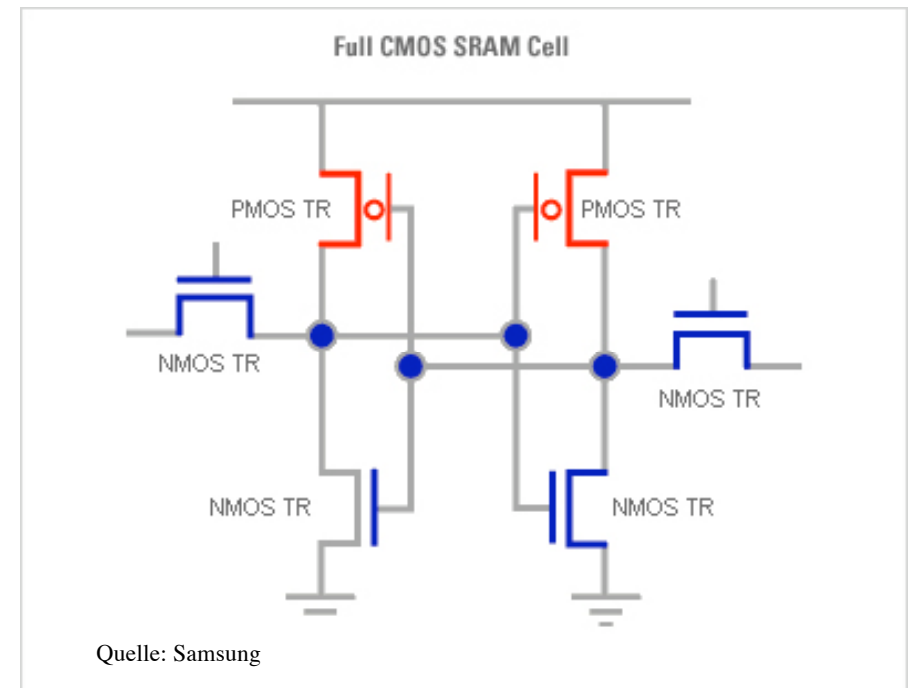 Full CMOS SRAM Cell
PMOS TR
PMOS TR
NMOS TR
NMOS TR
NMOS TR
NMOS TR
Quelle: Samsung